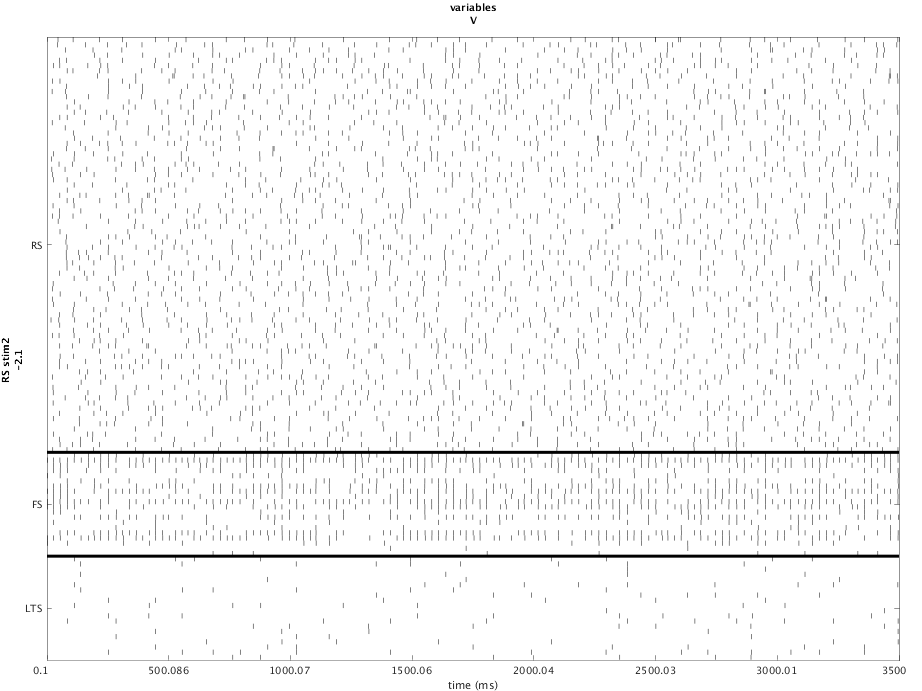 variables
V
RS
RS stim2
-2.1
FS
LTS
0.1 500.086 1000.07 1500.06 2000.04 2500.03 3000.01 3500
time (ms)